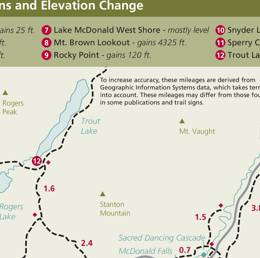 ns and Elevation Change
ains 25 ft.
ft.
ft.
7 Lake McDonald West Shore - mostly level
8 Mt. Brown Lookout - gains 4325 ft.
9 Rocky Point - gains 120 ft.
10 Snyder L
11 Sperry C
12 Trout La
To increase accuracy, these mileages are derived from
Geographic Information Systems data, which takes terr
into account. These mileages may differ from those fou
in some publications and trail signs.
Rogers
Peak
Trout
Lake
Mt. Vaught
12
1.6
Rogers
Lake
Stanton
Mountain
1.5
3.8
Sacred Dancing Cascade
2.4
McDonald Falls
0.7